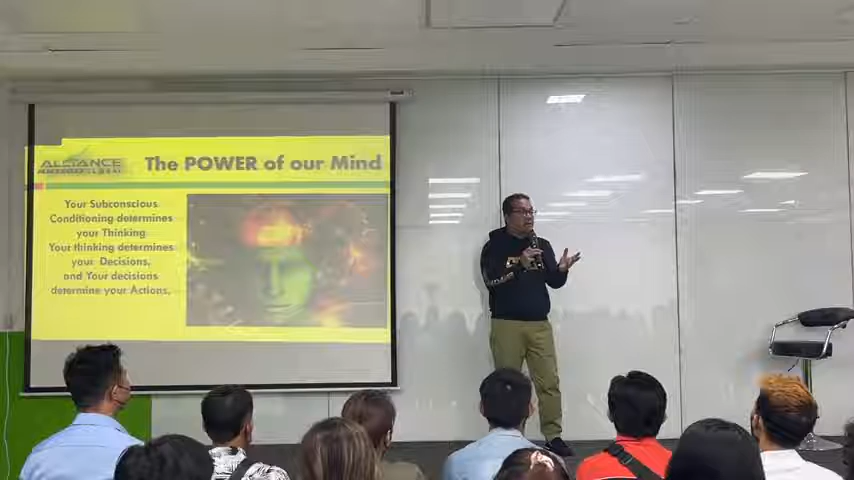 ALLIANCE
The POWER of our Mind
Your Subconscious
Conditioning determines
your Thinking
Your thinking determines
your Decisions,
and Your decisions
determine your Actions,